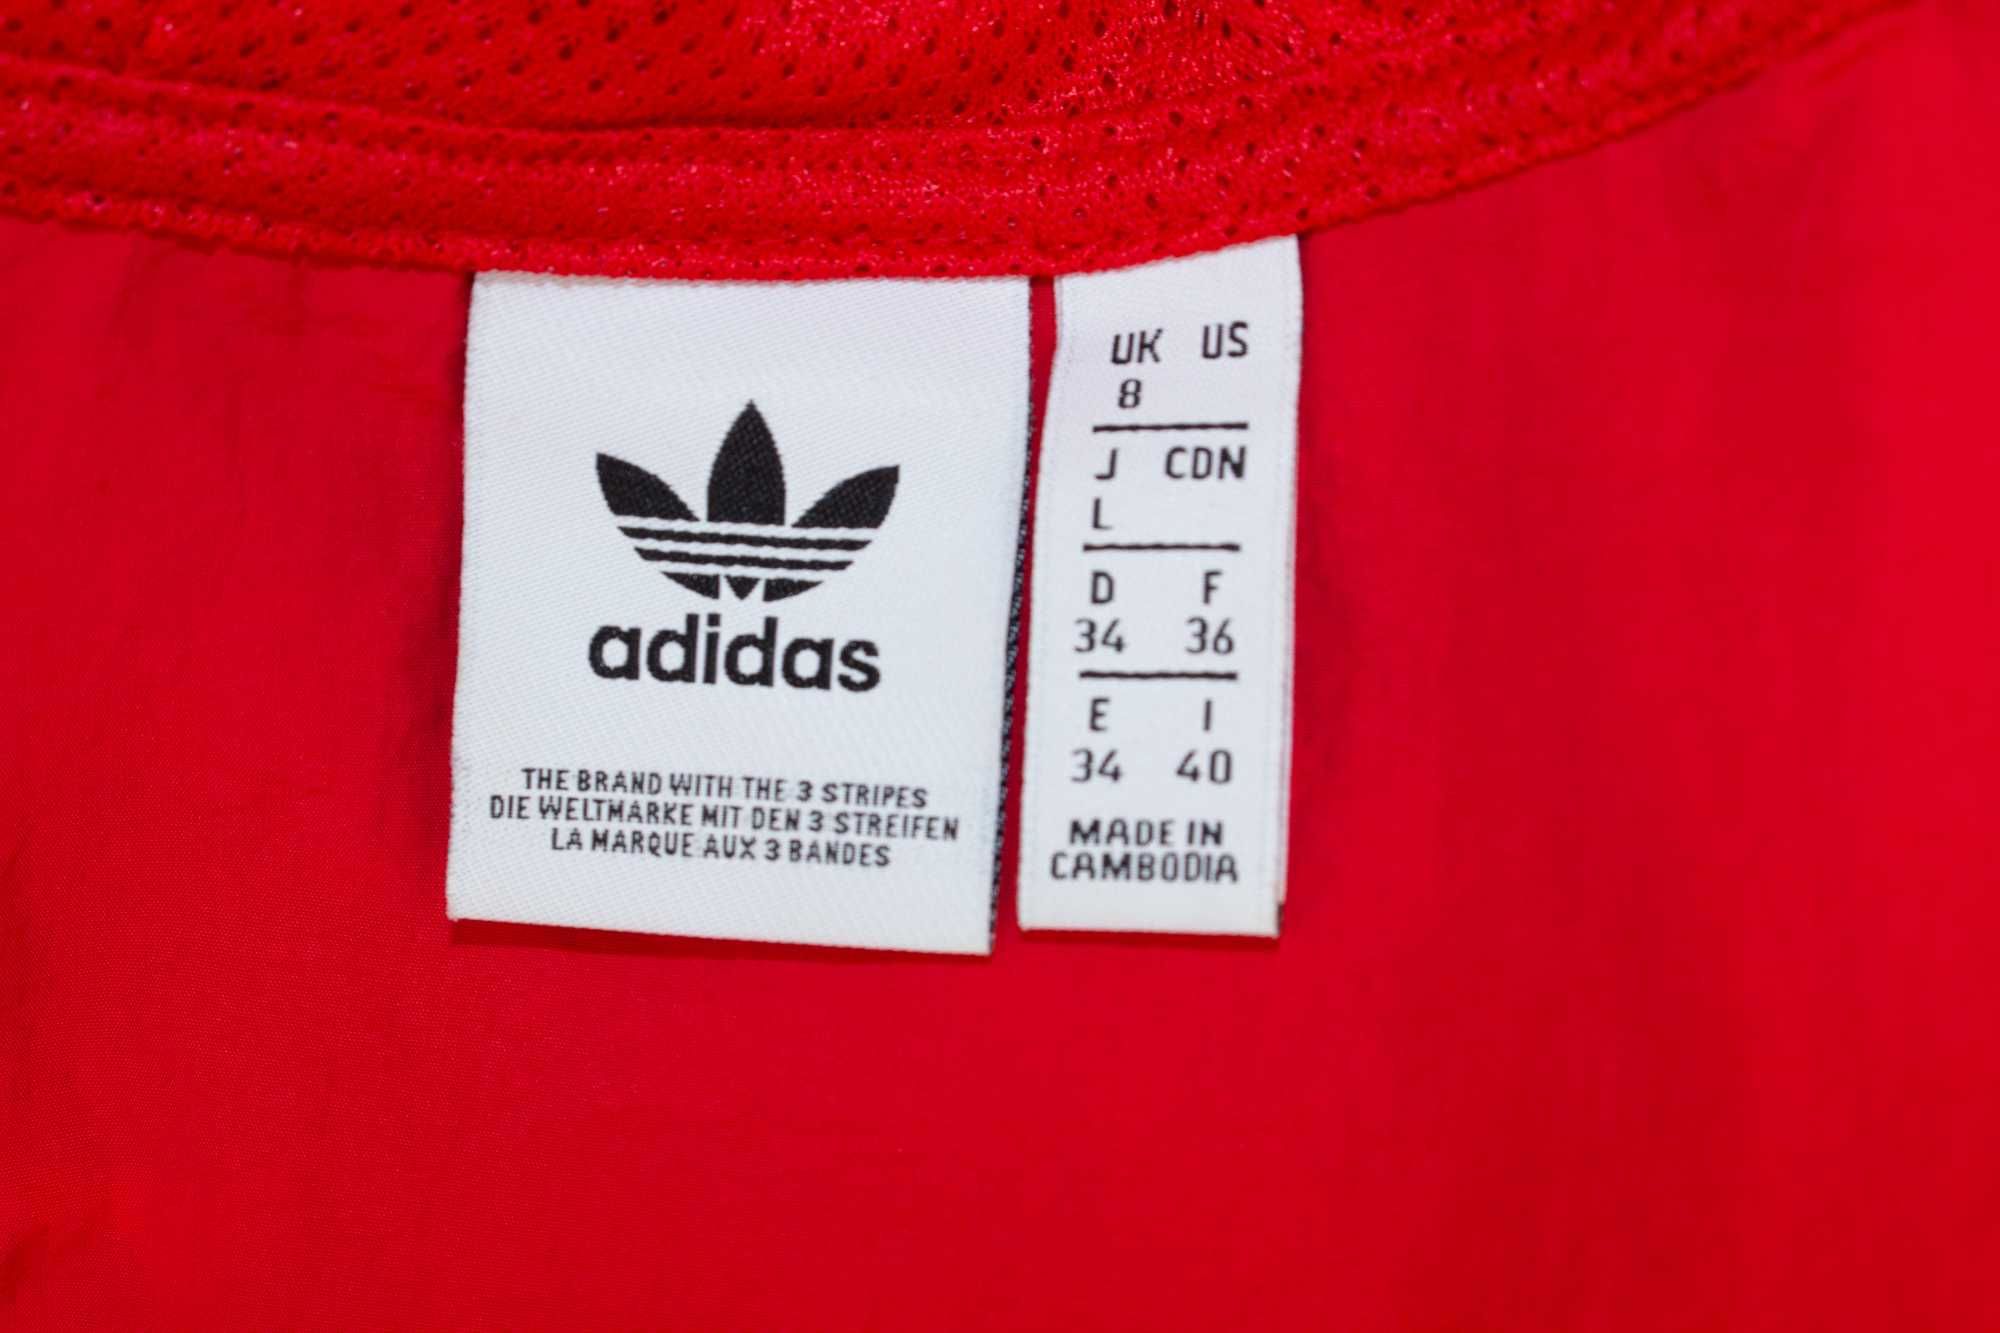 adidas
THE BRAND WITH THE 3 STRIPES
DIE WELTMARKE MIT DEN 3 STREIFEN
LA MARQUE AUX 3 BANDES
UK US
8
J CDN
L
D F
34 36
E I
34 40
MADE IN
CAMBODIA